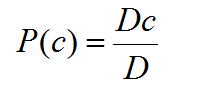 P(c) = Dc/D